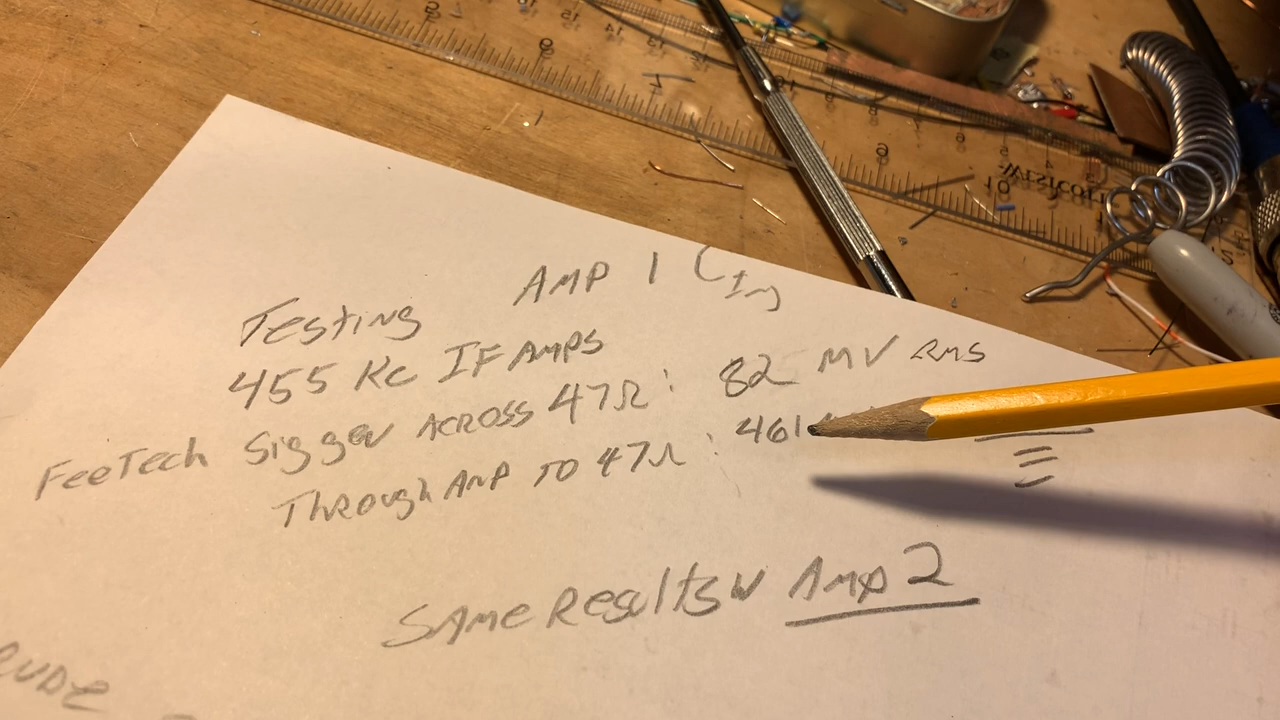 AMP 1
Testing
455 Kc IF AMPS
FeeTech Sig gen ACROSS 47Ω : 82 MV RMS
Through AMP TO 47Ω : 461
SAME Results W AMP 2
Westcott